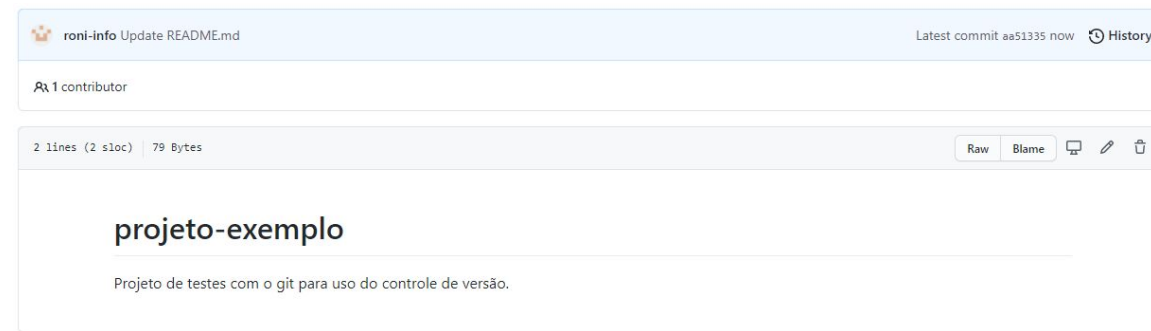 roni-info Update README.md Latest commit aa51335 now History
1 contributor
2 lines (2 sloc) 79 Bytes Raw Blame
projeto-exemplo
Projeto de testes com o git para uso do controle de versão.